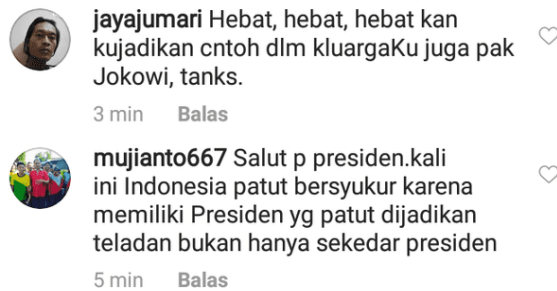 jayajumari Hebat, hebat, hebat kan
kujadikan cntoh dlm kluargaKu juga pak
Jokowi, tanks.
3 min Balas
mujianto667 Salut p presiden.kali
ini Indonesia patut bersyukur karena
memiliki Presiden yg patut dijadikan
teladan bukan hanya sekedar presiden
5 min Balas